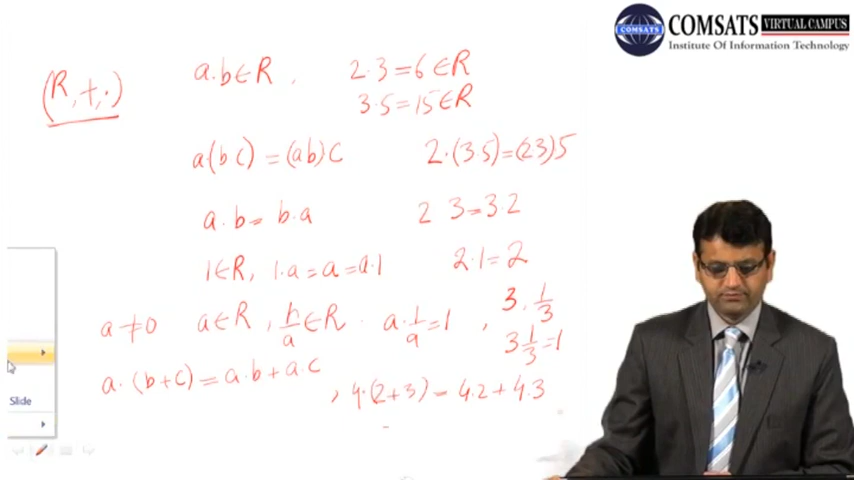 COMSATS VIRTUAL CAMPUS
COMSATS
Institute Of Information Technology
(R, +, ·)
a·b∈R, 2·3=6∈R
3·5=15∈R
a(bc)=(ab)c 2·(3·5)=(23)5
a·b=b·a 2 3=3·2
1∈R, 1·a=a=a·1 2·1=2
a≠0 a∈R, 1/a∈R · a·1/a=1, 3·1/3
3 1/3=1
a·(b+c)=a·b+a·c, 4·(2+3)=4·2+4·3
Slide